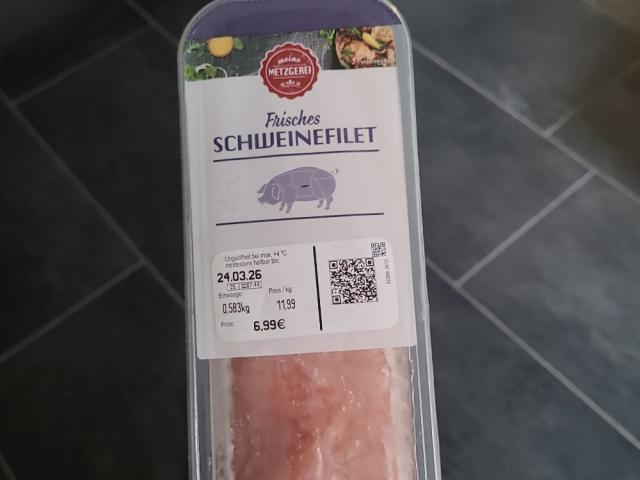 meine
METZGEREI
Frisches
SCHWEINEFILET
Ungeöffnet bei max. +4 °C
mindestens haltbar bis:
24.03.26
Einwaage:
Preis / kg:
0,583kg
11,99
Preis:
6,99€